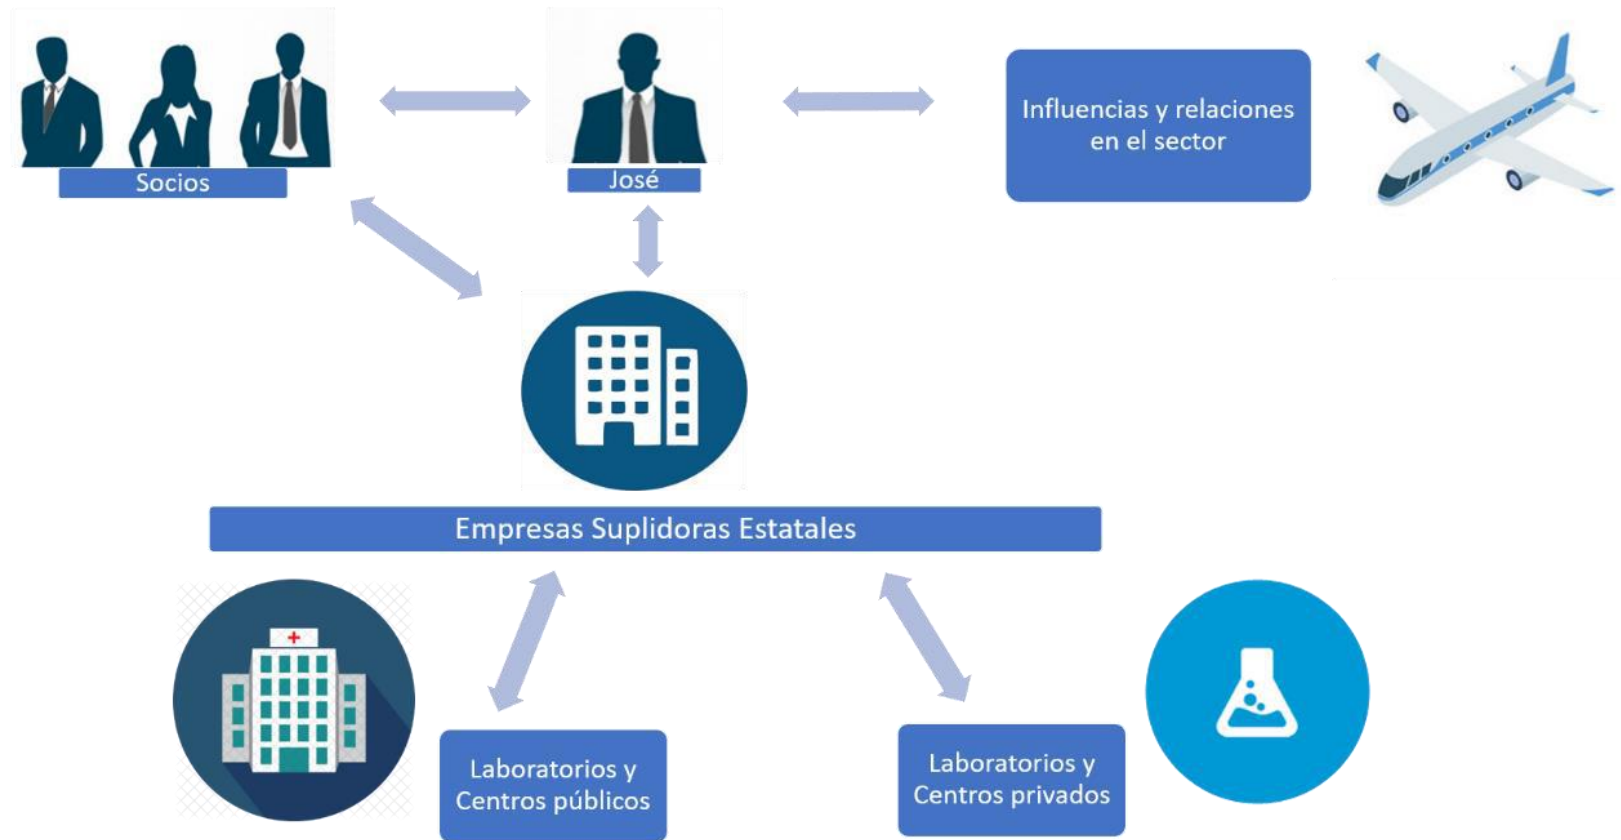 Socios
José
Influencias y relaciones
en el sector
Empresas Suplidoras Estatales
Laboratorios y
Centros públicos
Laboratorios y
Centros privados